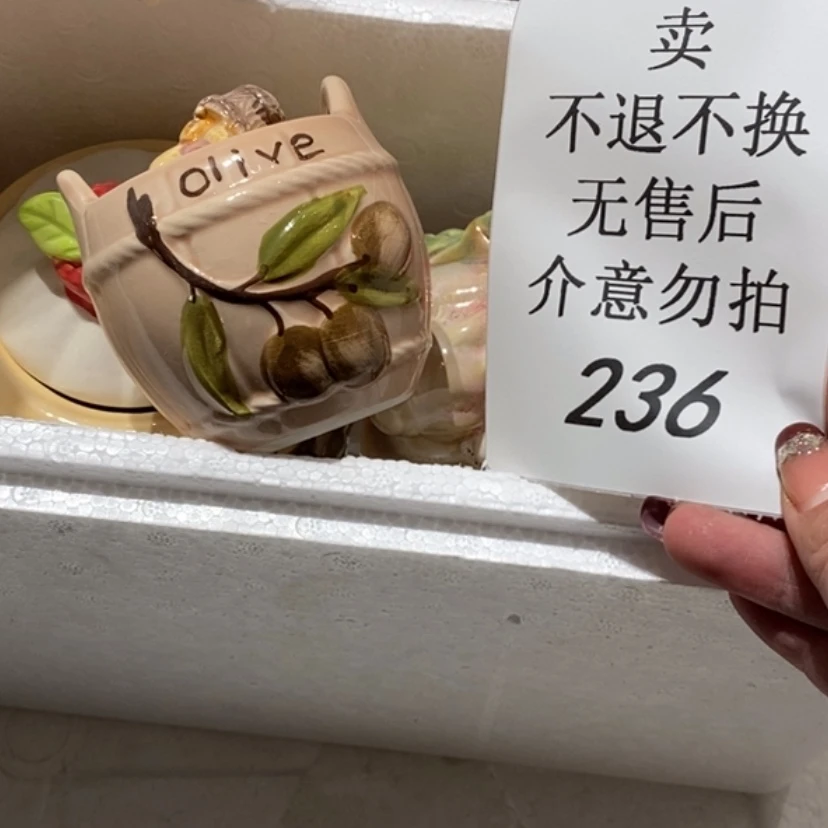 olive
卖
不退不换
无售后
介意勿拍
236